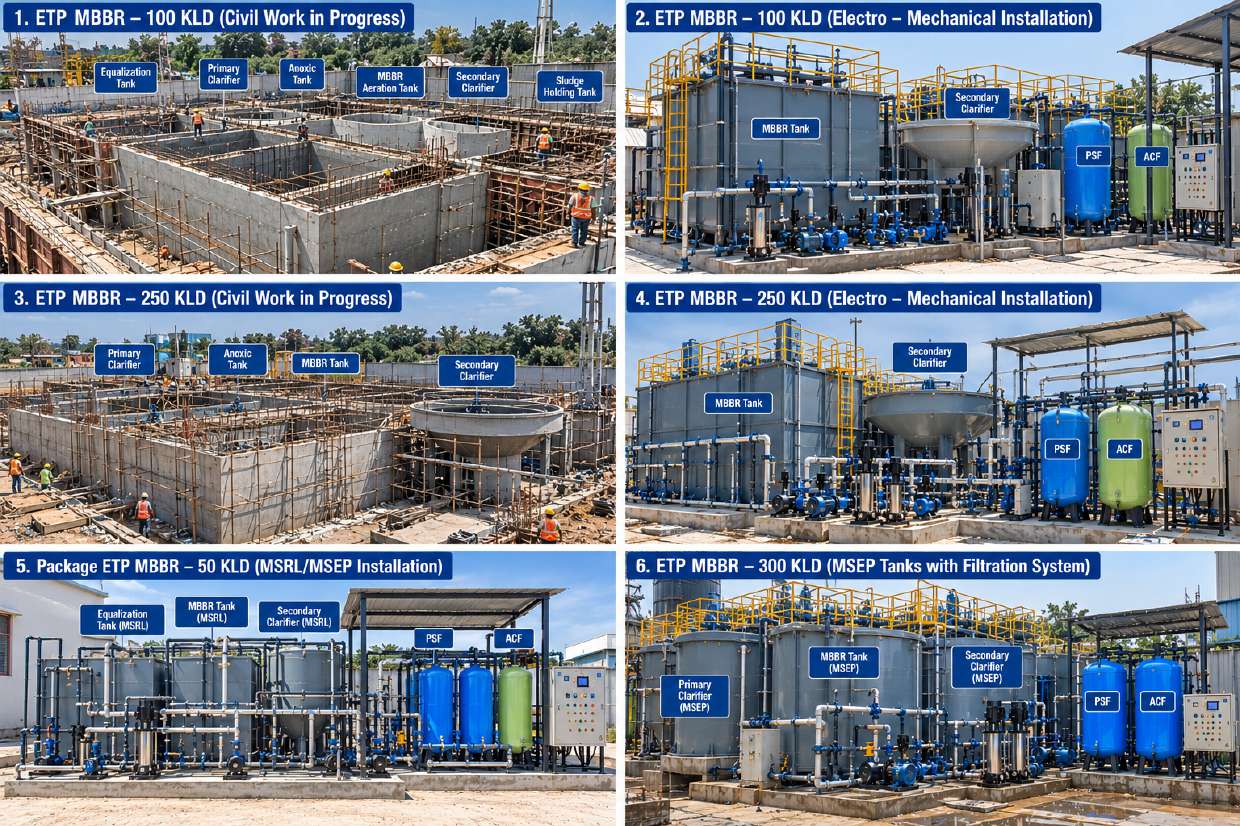 1. ETP MBBR – 100 KLD (Civil Work in Progress)
Equalization
Tank
Primary
Clarifier
Anoxic
Tank
MBBR
Aeration Tank
Secondary
Clarifier
Sludge
Holding Tank
2. ETP MBBR – 100 KLD (Electro – Mechanical Installation)
MBBR Tank
Secondary
Clarifier
PSF
ACF
3. ETP MBBR – 250 KLD (Civil Work in Progress)
Primary
Clarifier
Anoxic
Tank
MBBR Tank
Secondary
Clarifier
4. ETP MBBR – 250 KLD (Electro – Mechanical Installation)
MBBR Tank
Secondary
Clarifier
PSF
ACF
5. Package ETP MBBR – 50 KLD (MSRL/MSEP Installation)
Equalization
Tank (MSRL)
MBBR Tank
(MSRL)
Secondary
Clarifier (MSRL)
PSF
ACF
6. ETP MBBR – 300 KLD (MSEP Tanks with Filtration System)
Primary
Clarifier
(MSEP)
MBBR Tank
(MSEP)
Secondary
Clarifier
(MSEP)
PSF
ACF